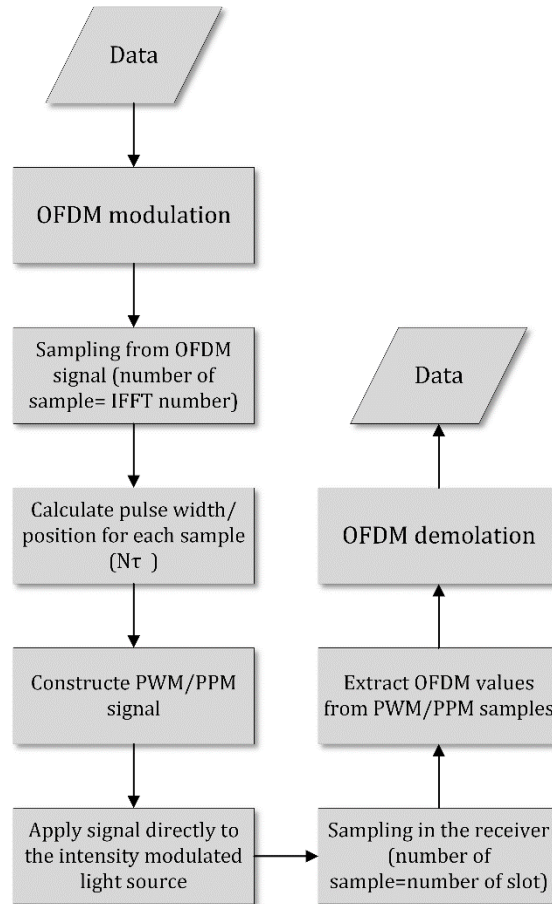 Data
OFDM modulation
Sampling from OFDM
signal (number of
sample= IFFT number)
Calculate pulse width/
position for each sample
(Nτ )
Constructe PWM/PPM
signal
Apply signal directly to
the intensity modulated
light source
Sampling in the receiver
(number of
sample=number of slot)
Extract OFDM values
from PWM/PPM samples
OFDM demolation
Data